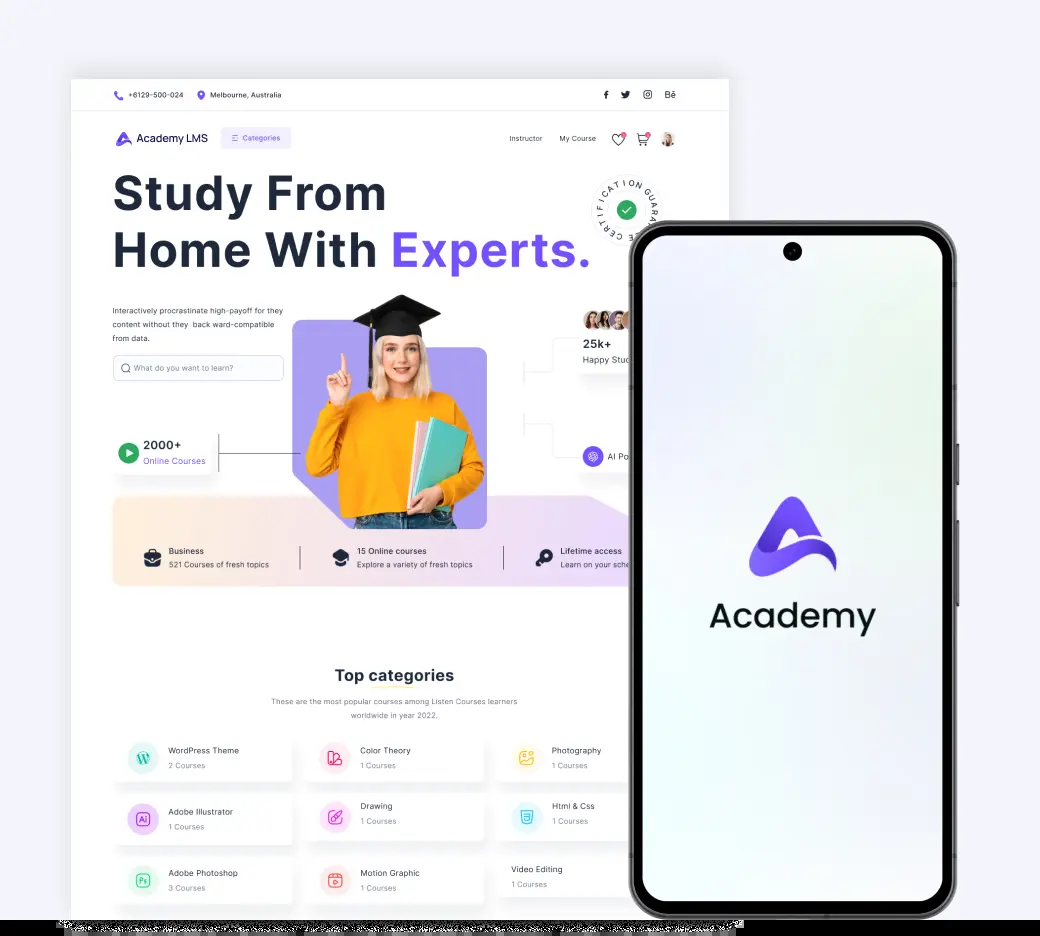 +6129-500-024
Melbourne, Australia
Bē
Academy LMS
Categories
Instructor
My Course
Study From
Home With Experts.
CERTIFICATION GUARA
Interactively procrastinate high-payoff for they
content without they back ward-compatible
from data.
What do you want to learn?
25k+
Happy Stud
2000+
Online Courses
AI Po
Business
521 Courses of fresh topics
15 Online courses
Explore a variety of fresh topics
Lifetime access
Learn on your sche
Academy
Top categories
These are the most popular courses among Listen Courses learners
worldwide in year 2022.
WordPress Theme
2 Courses
Color Theory
1 Courses
Photography
1 Courses
Ai
Adobe Illustrator
1 Courses
Drawing
1 Courses
Html & Css
1 Courses
Ps
Adobe Photoshop
3 Courses
Motion Graphic
1 Courses
Video Editing
1 Courses